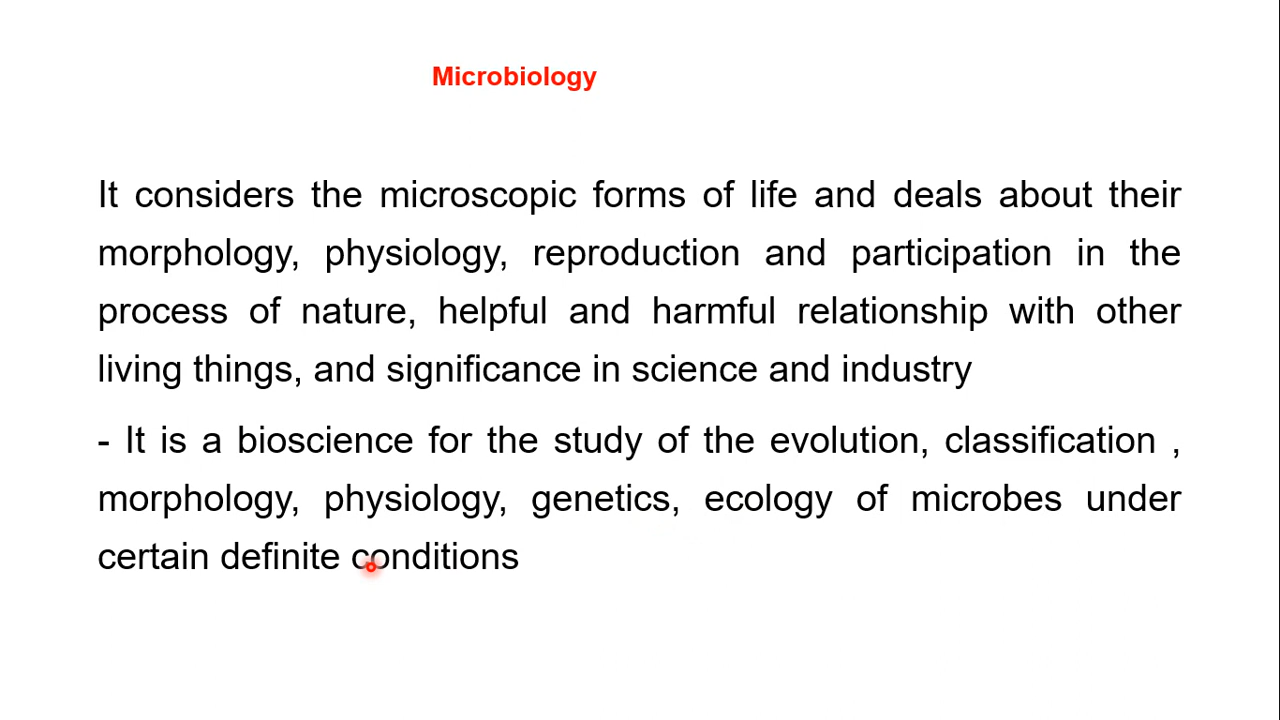 Microbiology
It considers the microscopic forms of life and deals about their
morphology, physiology, reproduction and participation in the
process of nature, helpful and harmful relationship with other
living things, and significance in science and industry
- It is a bioscience for the study of the evolution, classification ,
morphology, physiology, genetics, ecology of microbes under
certain definite conditions